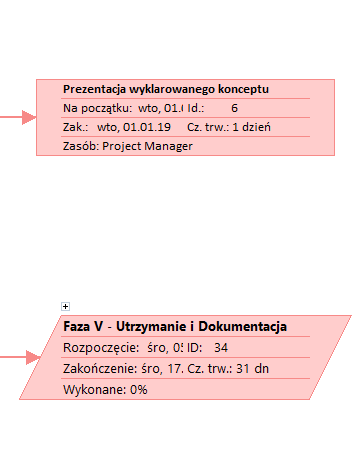 Prezentacja wyklarowanego konceptu
Na początku: wto, 01.0 Id.: 6
Zak.: wto, 01.01.19 Cz. trw.: 1 dzień
Zasób: Project Manager
Faza V - Utrzymanie i Dokumentacja
Rozpoczęcie: śro, 05 ID: 34
Zakończenie: śro, 17. Cz. trw.: 31 dn
Wykonane: 0%